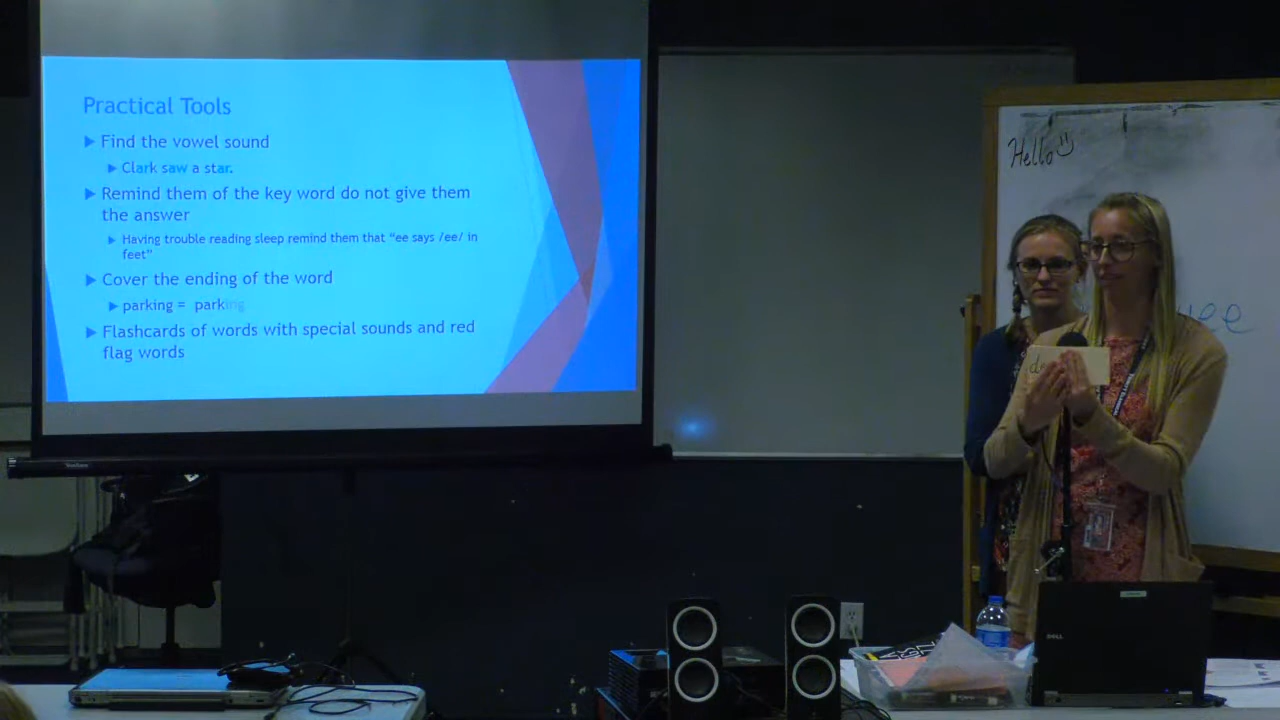 Practical Tools
Find the vowel sound
Clark saw a star.
Remind them of the key word do not give them
the answer
Having trouble reading sleep remind them that "ee says /ee/ in
feet"
Cover the ending of the word
parking = parking
Flashcards of words with special sounds and red
flag words
Hello
DELL